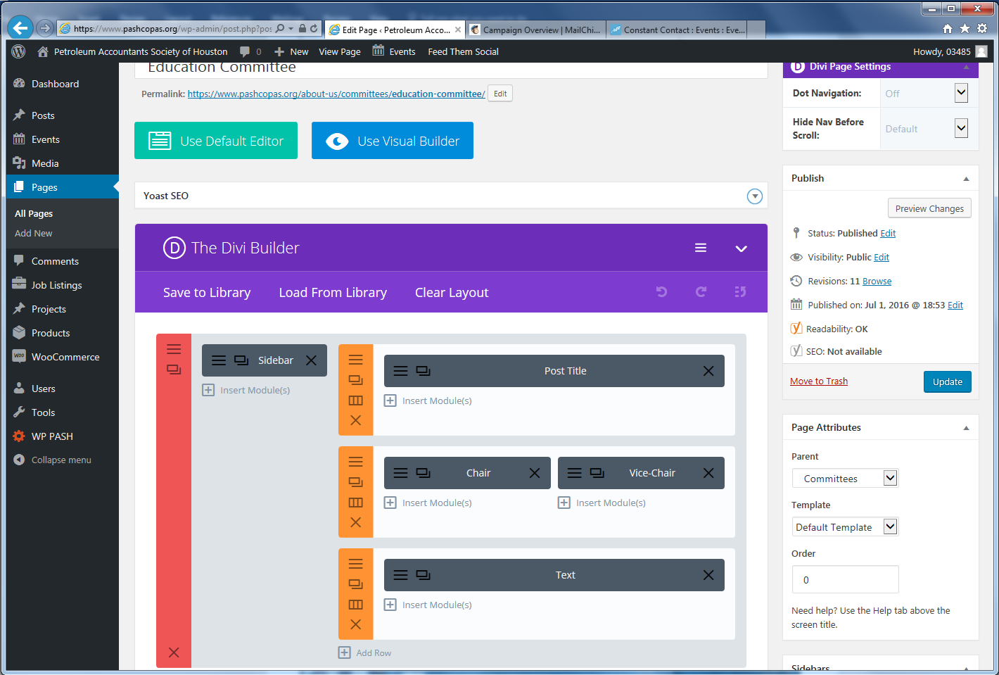 https://www.pashcopas.org/wp-admin/post.php?pos
Edit Page ‹ Petroleum Acco...
Campaign Overview | MailChi...
Constant Contact : Events : Eve...
Petroleum Accountants Society of Houston
0
New
View Page
Events
Feed Them Social
Howdy, 03485
Dashboard
Posts
Events
Media
Pages
All Pages
Add New
Comments
Job Listings
Projects
Products
WooCommerce
Users
Tools
WP PASH
Collapse menu
Education Committee
Permalink: https://www.pashcopas.org/about-us/committees/education-committee/
Edit
Use Default Editor
Use Visual Builder
Yoast SEO
D The Divi Builder
Save to Library
Load From Library
Clear Layout
Sidebar
Insert Module(s)
Post Title
Insert Module(s)
Chair
Insert Module(s)
Vice-Chair
Insert Module(s)
Text
Insert Module(s)
Add Row
D Divi Page Settings
Dot Navigation:
Off
Hide Nav Before
Scroll:
Default
Publish
Preview Changes
Status: Published Edit
Visibility: Public Edit
Revisions: 11 Browse
Published on: Jul 1, 2016 @ 18:53 Edit
Readability: OK
SEO: Not available
Move to Trash
Update
Page Attributes
Parent
Committees
Template
Default Template
Order
0
Need help? Use the Help tab above the
screen title.
Sidebars